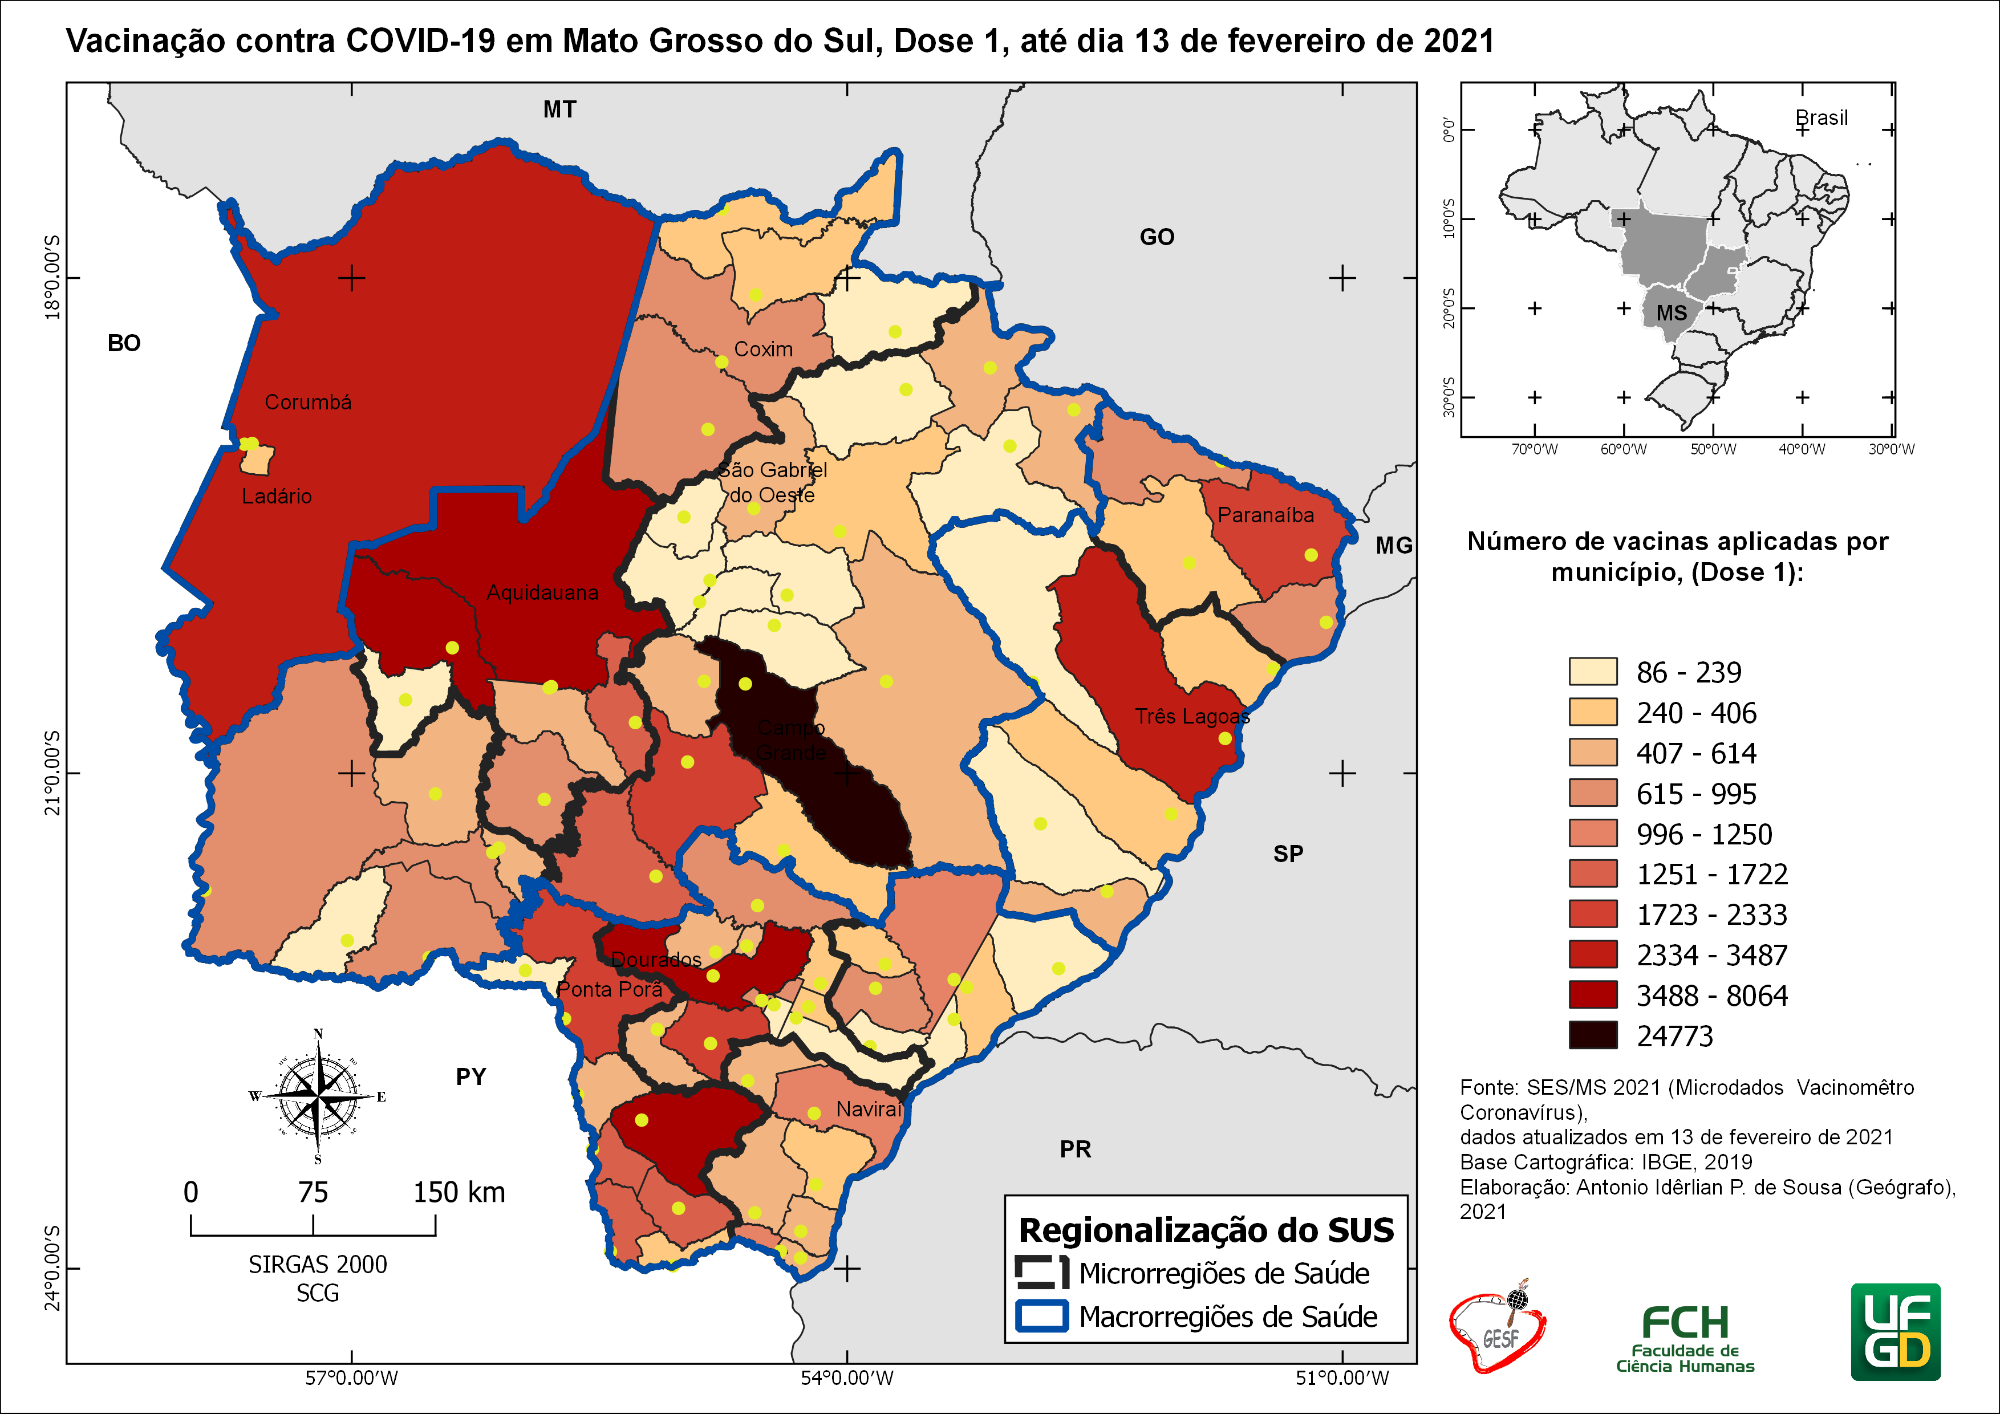 Vacinação contra COVID-19 em Mato Grosso do Sul, Dose 1, até dia 13 de fevereiro de 2021
MT
GO
BO
MG
SP
PY
PR
Corumbá
Ladário
Coxim
São Gabriel
do Oeste
Paranaíba
Aquidauana
Três Lagoas
Campo
Grande
Dourados
Ponta Porã
Naviraí
18°0.00'S
21°0.00'S
24°0.00'S
57°0.00'W
54°0.00'W
51°0.00'W
N
W
E
S
0 75 150 km
SIRGAS 2000
SCG
Regionalização do SUS
Microrregiões de Saúde
Macrorregiões de Saúde
Brasil
MS
0°0'
10°0'S
20°0'S
30°0'S
70°0'W
60°0'W
50°0'W
40°0'W
30°0'W
Número de vacinas aplicadas por
município, (Dose 1):
86 - 239
240 - 406
407 - 614
615 - 995
996 - 1250
1251 - 1722
1723 - 2333
2334 - 3487
3488 - 8064
24773
Fonte: SES/MS 2021 (Microdados Vacinomêtro
Coronavírus),
dados atualizados em 13 de fevereiro de 2021
Base Cartográfica: IBGE, 2019
Elaboração: Antonio Idêrlian P. de Sousa (Geógrafo),
2021
GESF
FCH
Faculdade de
Ciência Humanas
UF
GD